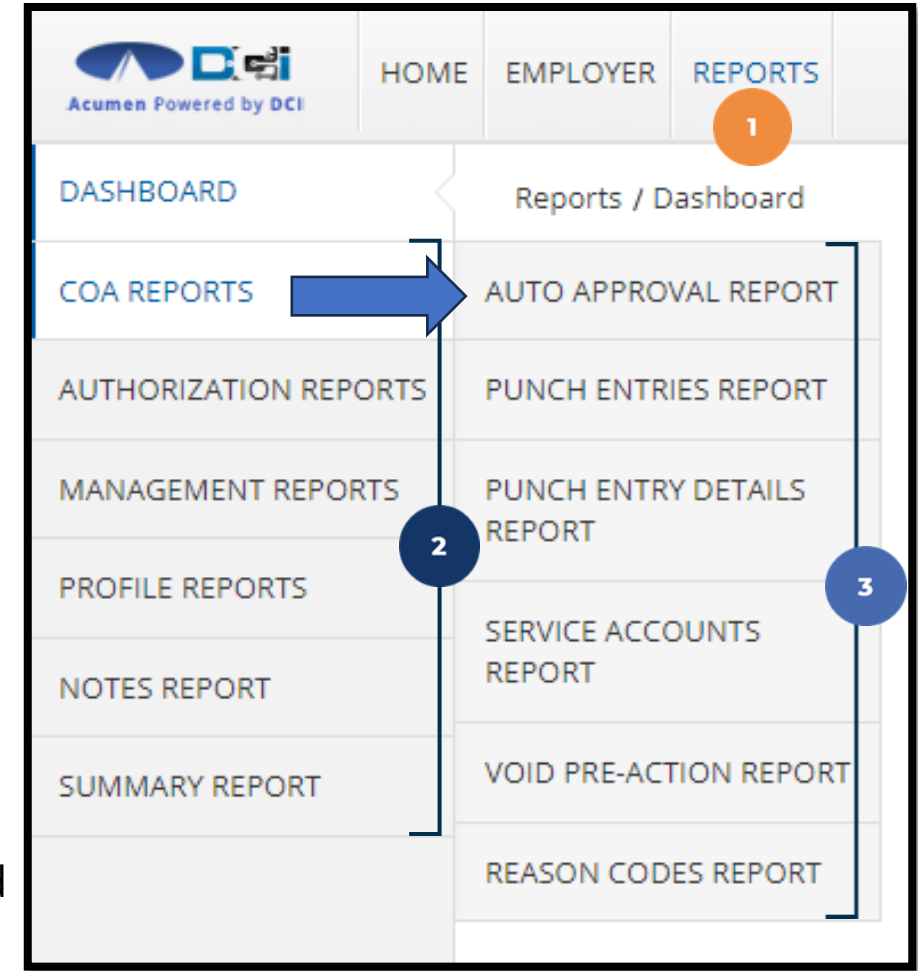 DCI
Acumen Powered by DCI
HOME EMPLOYER REPORTS
1
DASHBOARD
Reports / Dashboard
COA REPORTS
AUTHORIZATION REPORTS
MANAGEMENT REPORTS
PROFILE REPORTS
NOTES REPORT
SUMMARY REPORT
2
AUTO APPROVAL REPORT
PUNCH ENTRIES REPORT
PUNCH ENTRY DETAILS
REPORT
SERVICE ACCOUNTS
REPORT
VOID PRE-ACTION REPORT
REASON CODES REPORT
3